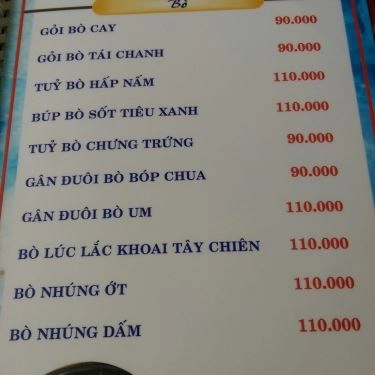 Bò
GỎI BÒ CAY 90.000
GỎI BÒ TÁI CHANH 90.000
TUỶ BÒ HẤP NẤM 110.000
BÚP BÒ SỐT TIÊU XANH 110.000
TUỶ BÒ CHƯNG TRỨNG 90.000
GÂN ĐUÔI BÒ BÓP CHUA 90.000
GÂN ĐUÔI BÒ UM 110.000
BÒ LÚC LẮC KHOAI TÂY CHIÊN 110.000
BÒ NHÚNG ỚT 110.000
BÒ NHÚNG DẤM 110.000